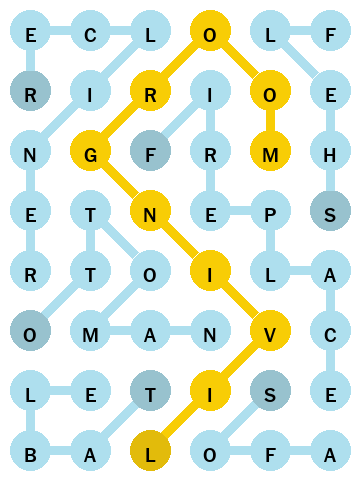 E C L O L F
R I R I O E
N G F R M H
E T N E P S
R T O I L A
O M A N V C
L E T I S E
B A L O F A